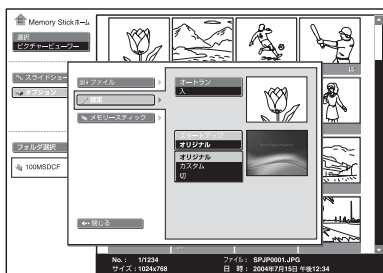 Memory Stickホーム
選択
ピクチャービューワー
スライドショー
オプション
フォルダ選択
100MSDCF
ファイル
設定
メモリースティック
閉じる
オートラン
入
スタートアップ
オリジナル
オリジナル
カスタム
切
No. : 1/1234
サイズ : 1024x768
ファイル : SPJP0001.JPG
日 時 : 2004年7月15日 午後12:34